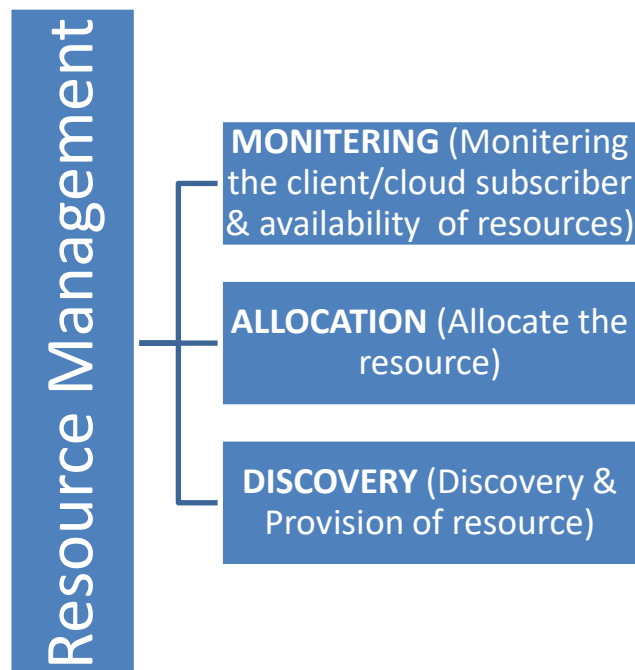 Resource Management
MONITERING (Monitering
the client/cloud subscriber
& availability of resources)
ALLOCATION (Allocate the
resource)
DISCOVERY (Discovery &
Provision of resource)